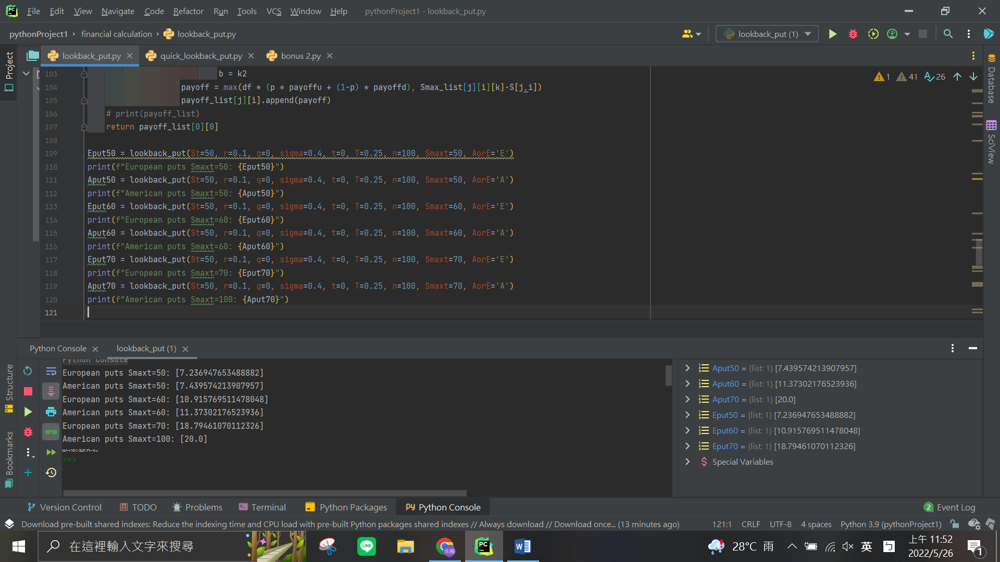 File Edit View Navigate Code Refactor Run Tools VCS Window Help pythonProject1 - lookback_put.py
pythonProject1 › financial calculation › lookback_put.py lookback_put (1)
Project
lookback_put.py quick_lookback_put.py bonus 2.py
1 41 26
103 b = k2
104 payoff = max(df * (p * payoffu + (1-p) * payoffd), Smax_list[j][i][k]-S[j,i])
105 payoff_list[j][i].append(payoff)
106 # print(payoff_list)
107 return payoff_list[0][0]
108
109 Eput50 = lookback_put(St=50, r=0.1, q=0, sigma=0.4, t=0, T=0.25, n=100, Smaxt=50, AorE='E')
110 print(f"European puts Smaxt=50: {Eput50}")
111 Aput50 = lookback_put(St=50, r=0.1, q=0, sigma=0.4, t=0, T=0.25, n=100, Smaxt=50, AorE='A')
112 print(f"American puts Smaxt=50: {Aput50}")
113 Eput60 = lookback_put(St=50, r=0.1, q=0, sigma=0.4, t=0, T=0.25, n=100, Smaxt=60, AorE='E')
114 print(f"European puts Smaxt=60: {Eput60}")
115 Aput60 = lookback_put(St=50, r=0.1, q=0, sigma=0.4, t=0, T=0.25, n=100, Smaxt=60, AorE='A')
116 print(f"American puts Smaxt=60: {Aput60}")
117 Eput70 = lookback_put(St=50, r=0.1, q=0, sigma=0.4, t=0, T=0.25, n=100, Smaxt=70, AorE='E')
118 print(f"European puts Smaxt=70: {Eput70}")
119 Aput70 = lookback_put(St=50, r=0.1, q=0, sigma=0.4, t=0, T=0.25, n=100, Smaxt=70, AorE='A')
120 print(f"American puts Smaxt=100: {Aput70}")
121
Database
SciView
Python Console lookback_put (1)
Structure
Bookmarks
Python Console
European puts Smaxt=50: [7.236947653488882]
American puts Smaxt=50: [7.439574213907957]
European puts Smaxt=60: [10.915769511478048]
American puts Smaxt=60: [11.37302176523936]
European puts Smaxt=70: [18.79461070112326]
American puts Smaxt=100: [20.0]
>>>
Aput50 = {list: 1} [7.439574213907957]
Aput60 = {list: 1} [11.37302176523936]
Aput70 = {list: 1} [20.0]
Eput50 = {list: 1} [7.236947653488882]
Eput60 = {list: 1} [10.915769511478048]
Eput70 = {list: 1} [18.79461070112326]
Special Variables
Version Control TODO Problems Terminal Python Packages Python Console 2 Event Log
Download pre-built shared indexes: Reduce the indexing time and CPU load with pre-built Python packages shared indexes // Always download // Download once... (13 minutes ago) 121:1 CRLF UTF-8 4 spaces Python 3.9 (pythonProject1)
在這裡輸入文字來搜尋 LINE 元裕 PC W 28°C 雨 英 ㄅ 上午 11:52
2022/5/26 1